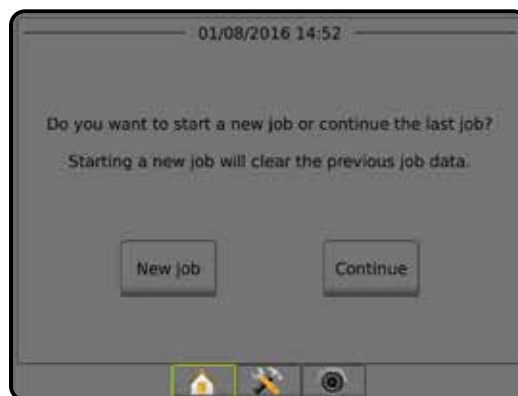 01/08/2016 14:52
Do you want to start a new job or continue the last job?
Starting a new job will clear the previous job data.
New job
Continue